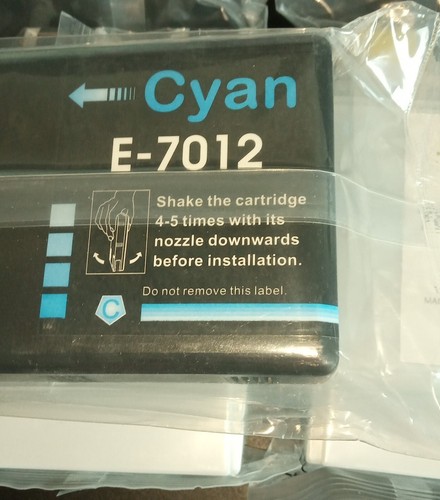 Cyan
E-7012
Shake the cartridge
4-5 times with its
nozzle downwards
before installation.
Do not remove this label.
C